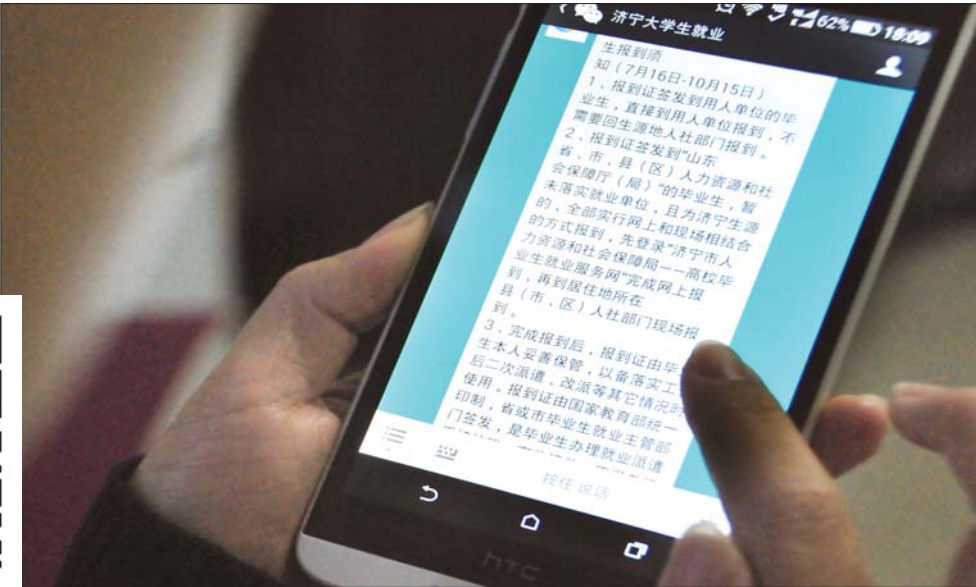 62% 18:09
济宁大学生就业
生报到须
知（7月16日-10月15日）
1、报到证签发到用人单位的毕
业生，直接到用人单位报到，不
需要回生源地人社部门报到。
2、报到证签发到“山东
省、市、县（区）人力资源和社
会保障厅（局）”的毕业生，暂
未落实就业单位，且为济宁生源
的，全部实行网上和现场相结合
的方式报到，先登录“济宁市人
力资源和社会保障局——高校毕
业生就业服务网”完成网上报
到，再到居住地所在
县（市、区）人社部门现场报
到。
3、完成报到后，报到证由毕
生本人妥善保管，以备落实工
后二次派遣、改派等其它情况时
使用。报到证由国家教育部统一
印制，省或市毕业生就业主管部
门签发，是毕业生办理就业派遣
按住 说话
hTC